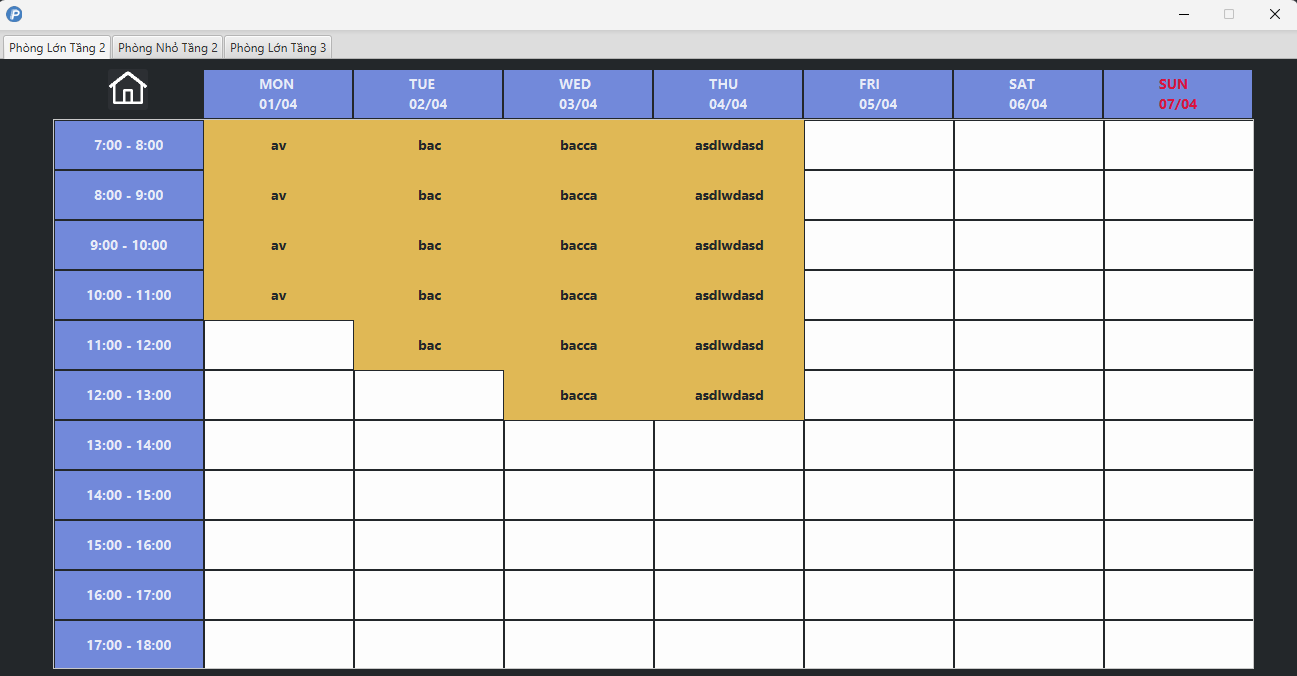 Phòng Lớn Tầng 2 Phòng Nhỏ Tầng 2 Phòng Lớn Tầng 3
MON TUE WED THU FRI SAT SUN
01/04 02/04 03/04 04/04 05/04 06/04 07/04
7:00 - 8:00 av bac bacca asdlwdasd
8:00 - 9:00 av bac bacca asdlwdasd
9:00 - 10:00 av bac bacca asdlwdasd
10:00 - 11:00 av bac bacca asdlwdasd
11:00 - 12:00 bac bacca asdlwdasd
12:00 - 13:00 bacca asdlwdasd
13:00 - 14:00
14:00 - 15:00
15:00 - 16:00
16:00 - 17:00
17:00 - 18:00